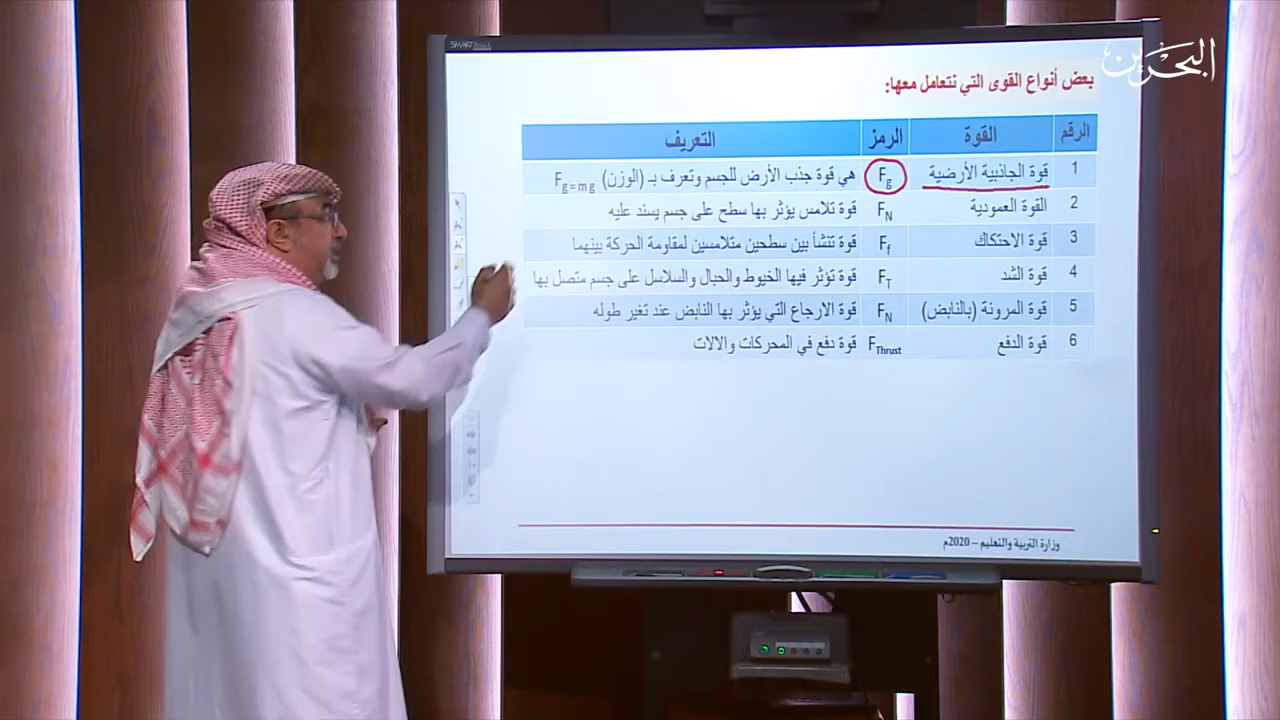 SMART Board
البحرين
بعض أنواع القوى التي نتعامل معها:
الرقم القوة الرمز التعريف
1 قوة الجاذبية الأرضية Fg هي قوة جذب الأرض للجسم وتعرف بـ (الوزن) Fg = m g
2 القوة العمودية FN قوة تلامس يؤثر بها سطح على جسم يسند عليه
3 قوة الاحتكاك Ff قوة تنشأ بين سطحين متلامسين لمقاومة الحركة بينهما
4 قوة الشد FT قوة تؤثر فيها الخيوط والحبال والسلاسل على جسم متصل بها
5 قوة المرونة (بالنابض) FN قوة الارجاع التي يؤثر بها النابض عند تغير طوله
6 قوة الدفع FThrust قوة دفع في المحركات والالات
وزارة التربية والتعليم – 2020م